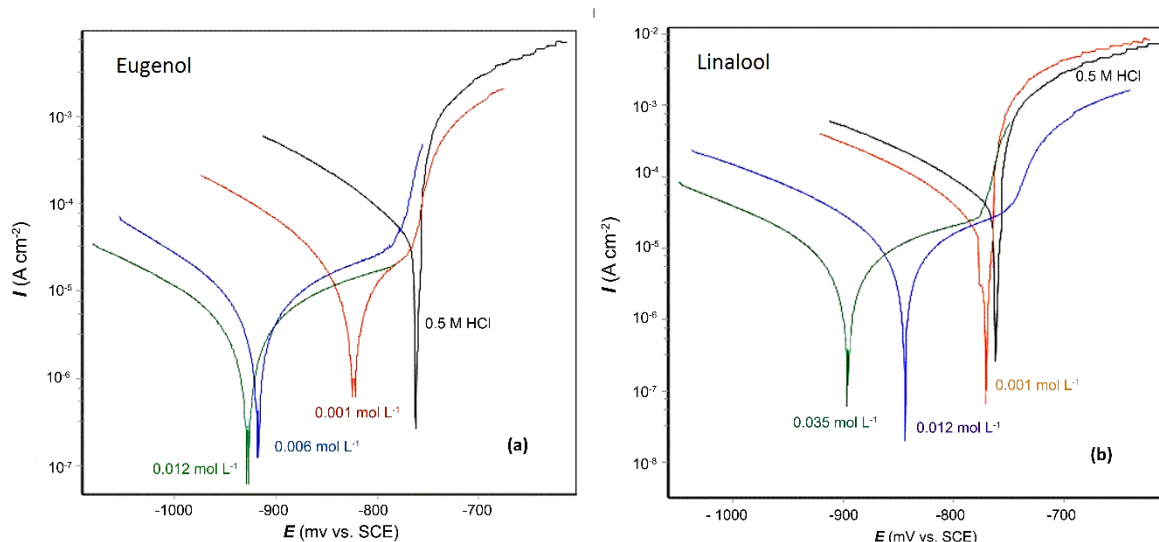 Eugenol
10⁻³
10⁻⁴
10⁻⁵
10⁻⁶
10⁻⁷
I (A cm⁻²)
0.5 M HCl
0.001 mol L⁻¹
0.006 mol L⁻¹
0.012 mol L⁻¹
(a)
-1000
-900
-800
-700
E (mv vs. SCE)
Linalool
10⁻²
10⁻³
10⁻⁴
10⁻⁵
10⁻⁶
10⁻⁷
10⁻⁸
I (A cm⁻²)
0.5 M HCl
0.001 mol L⁻¹
0.035 mol L⁻¹
0.012 mol L⁻¹
(b)
- 1000
-900
-800
-700
E (mV vs. SCE)